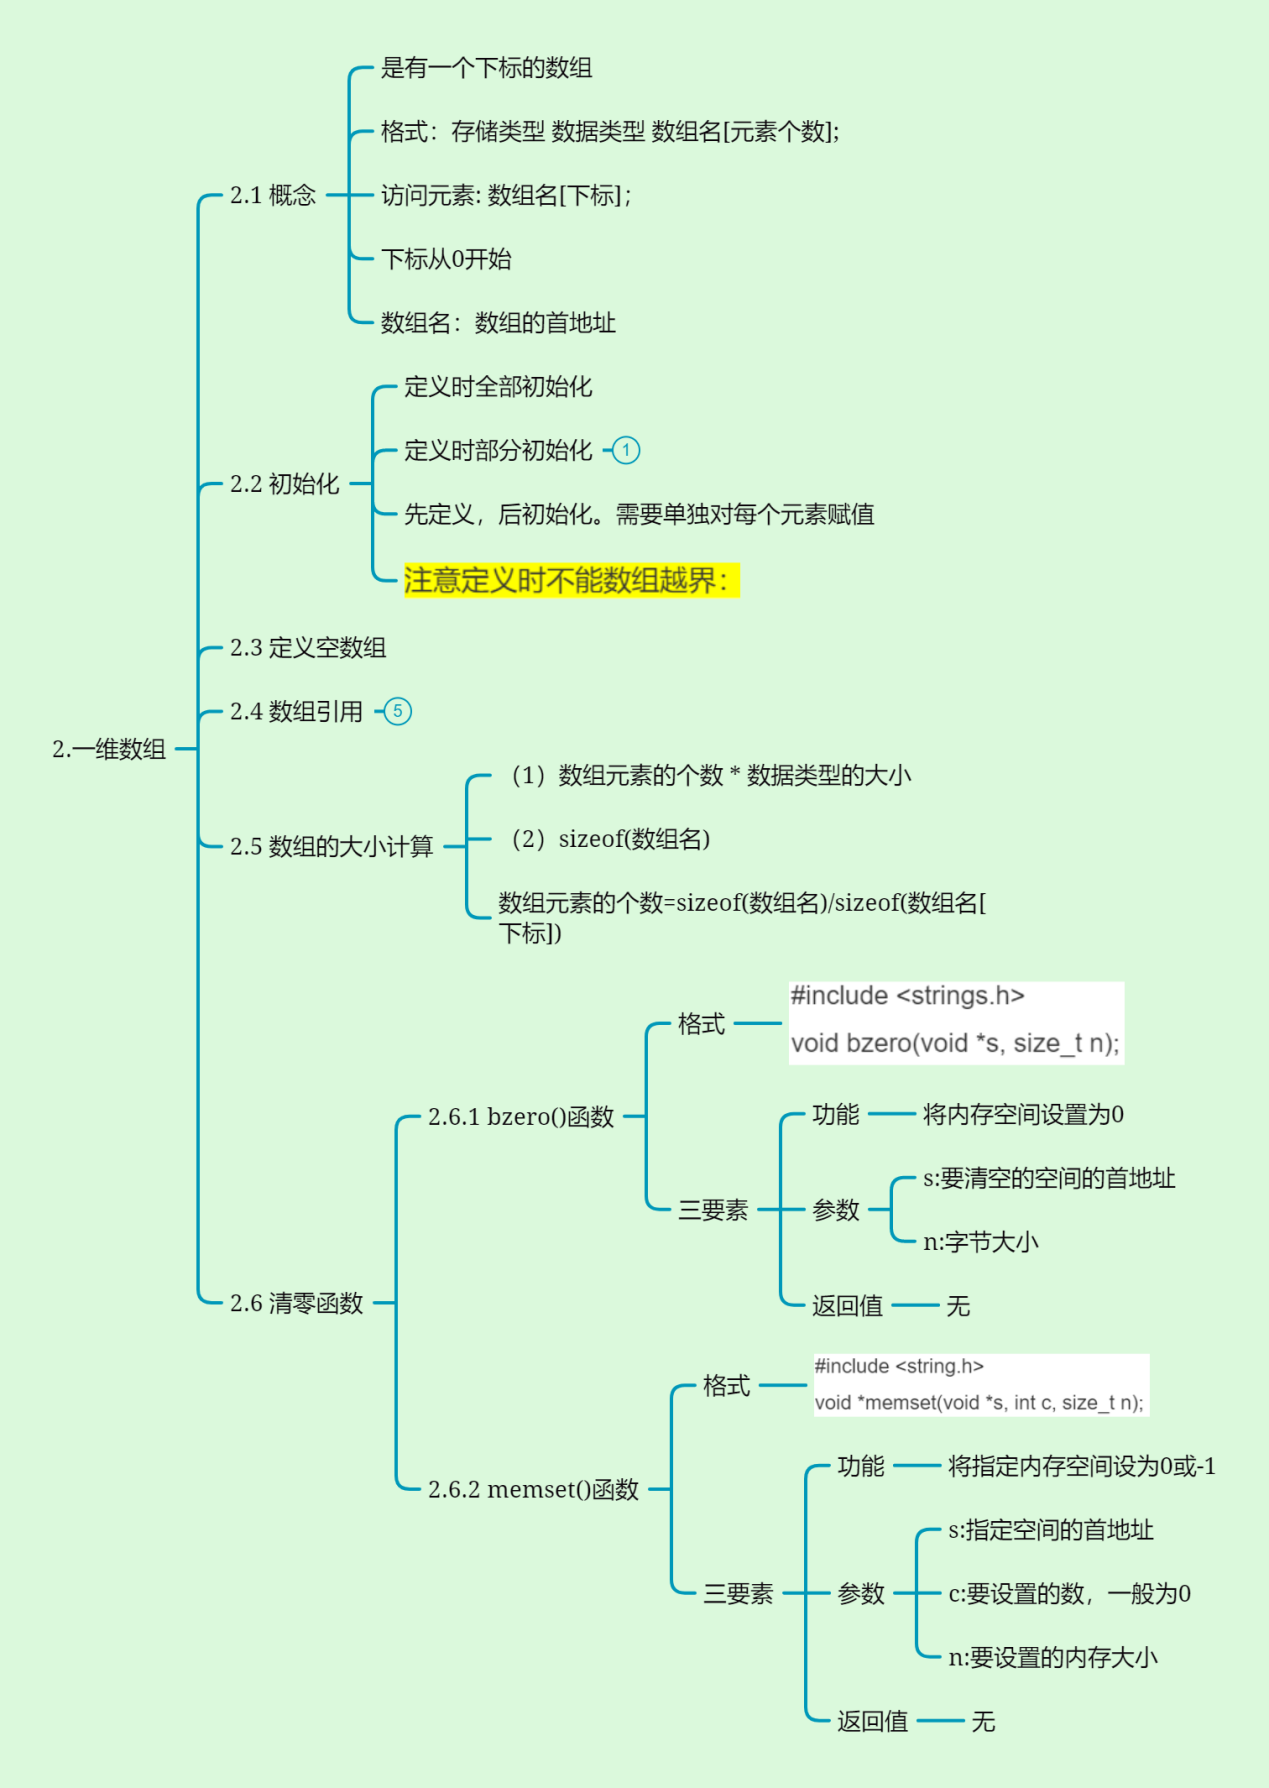 2.一维数组
2.1 概念
是有一个下标的数组
格式：存储类型 数据类型 数组名[元素个数];
访问元素: 数组名[下标]；
下标从0开始
数组名：数组的首地址
2.2 初始化
定义时全部初始化
定义时部分初始化
1
先定义，后初始化。需要单独对每个元素赋值
注意定义时不能数组越界：
2.3 定义空数组
2.4 数组引用
5
2.5 数组的大小计算
（1）数组元素的个数 * 数据类型的大小
（2）sizeof(数组名)
数组元素的个数=sizeof(数组名)/sizeof(数组名[
下标])
2.6 清零函数
2.6.1 bzero()函数
格式
#include <strings.h>
void bzero(void *s, size_t n);
三要素
功能
将内存空间设置为0
参数
s:要清空的空间的首地址
n:字节大小
返回值
无
2.6.2 memset()函数
格式
#include <string.h>
void *memset(void *s, int c, size_t n);
三要素
功能
将指定内存空间设为0或-1
参数
s:指定空间的首地址
c:要设置的数，一般为0
n:要设置的内存大小
返回值
无